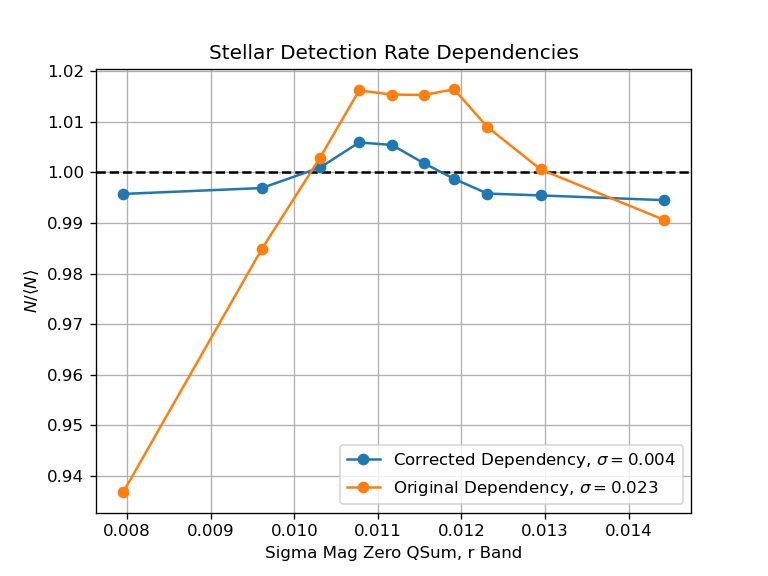 Stellar Detection Rate Dependencies
1.02
1.01
1.00
0.99
0.98
0.97
0.96
0.95
0.94
N/⟨N⟩
Corrected Dependency, σ = 0.004
Original Dependency, σ = 0.023
0.008 0.009 0.010 0.011 0.012 0.013 0.014
Sigma Mag Zero QSum, r Band